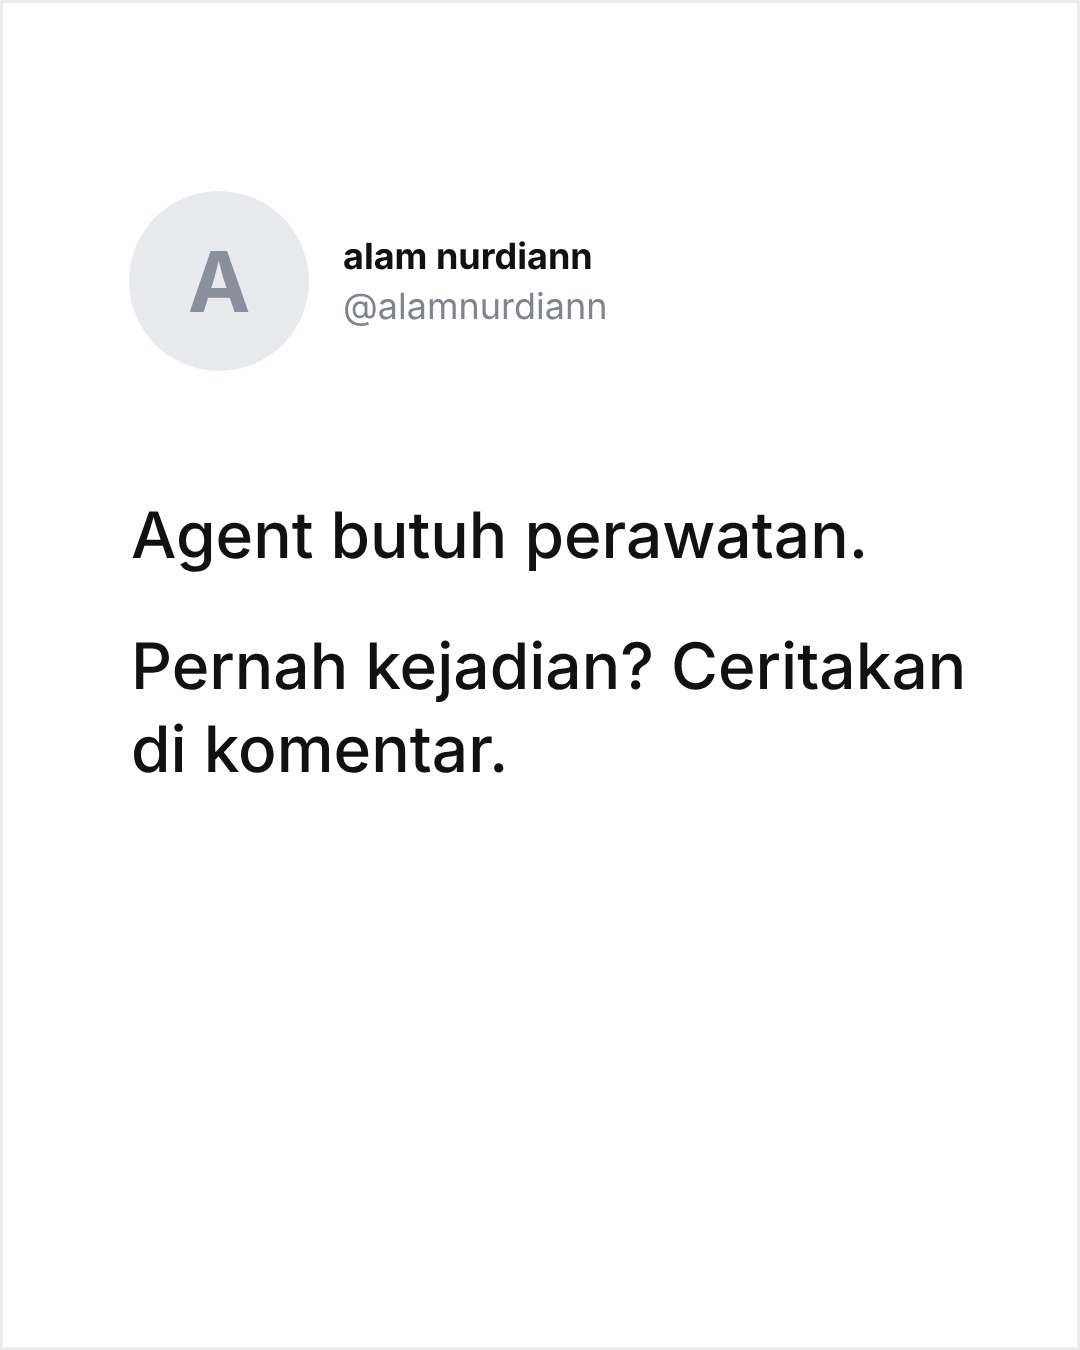 A
alam nurdiann
@alamnurdiann
Agent butuh perawatan.
Pernah kejadian? Ceritakan
di komentar.